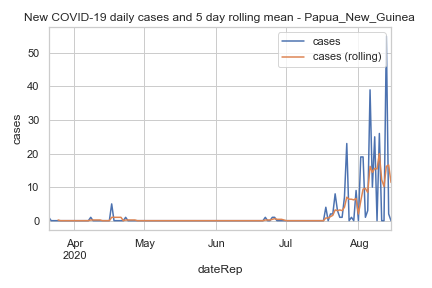 New COVID-19 daily cases and 5 day rolling mean - Papua_New_Guinea
cases
cases (rolling)
cases
50
40
30
20
10
0
Apr
2020
May
Jun
Jul
Aug
dateRep